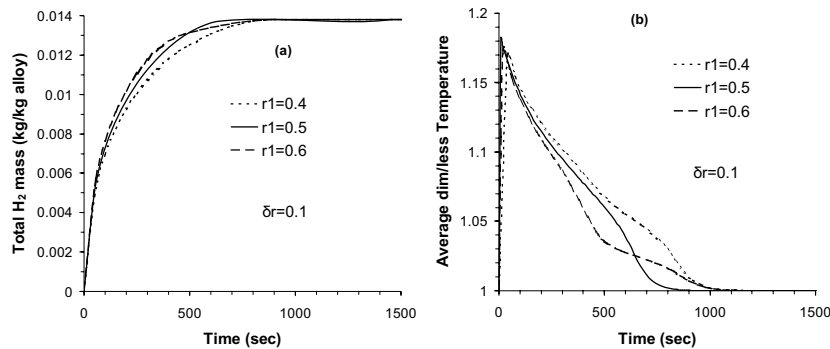 (a)
Total H2 mass (kg/kg alloy)
0.014
0.012
0.01
0.008
0.006
0.004
0.002
0
r1=0.4
r1=0.5
r1=0.6
δr=0.1
0 500 1000 1500
Time (sec)
(b)
Average dim/less Temperature
1.2
1.15
1.1
1.05
1
r1=0.4
r1=0.5
r1=0.6
δr=0.1
0 500 1000 1500
Time (sec)